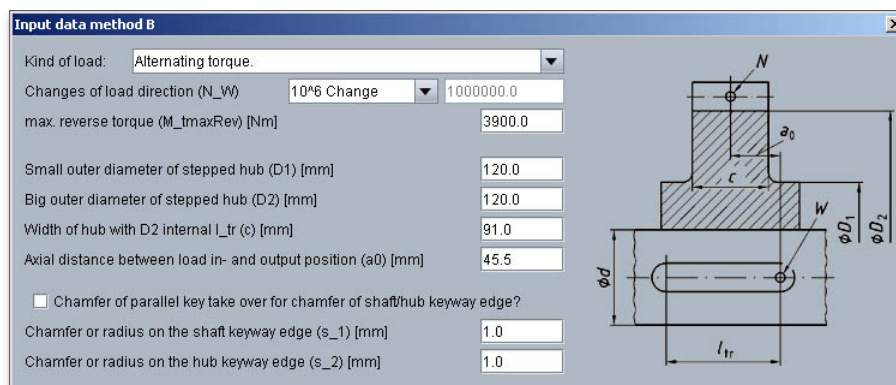 Input data method B
Kind of load: Alternating torque.
Changes of load direction (N_W) 10^6 Change 1000000.0
max. reverse torque (M_tmaxRev) [Nm] 3900.0
Small outer diameter of stepped hub (D1) [mm] 120.0
Big outer diameter of stepped hub (D2) [mm] 120.0
Width of hub with D2 internal l_tr (c) [mm] 91.0
Axial distance between load in- and output position (a0) [mm] 45.5
Chamfer of parallel key take over for chamfer of shaft/hub keyway edge?
Chamfer or radius on the shaft keyway edge (s_1) [mm] 1.0
Chamfer or radius on the hub keyway edge (s_2) [mm] 1.0
N
a₀
c
W
ϕD₁
ϕD₂
ϕd
lₜᵣ